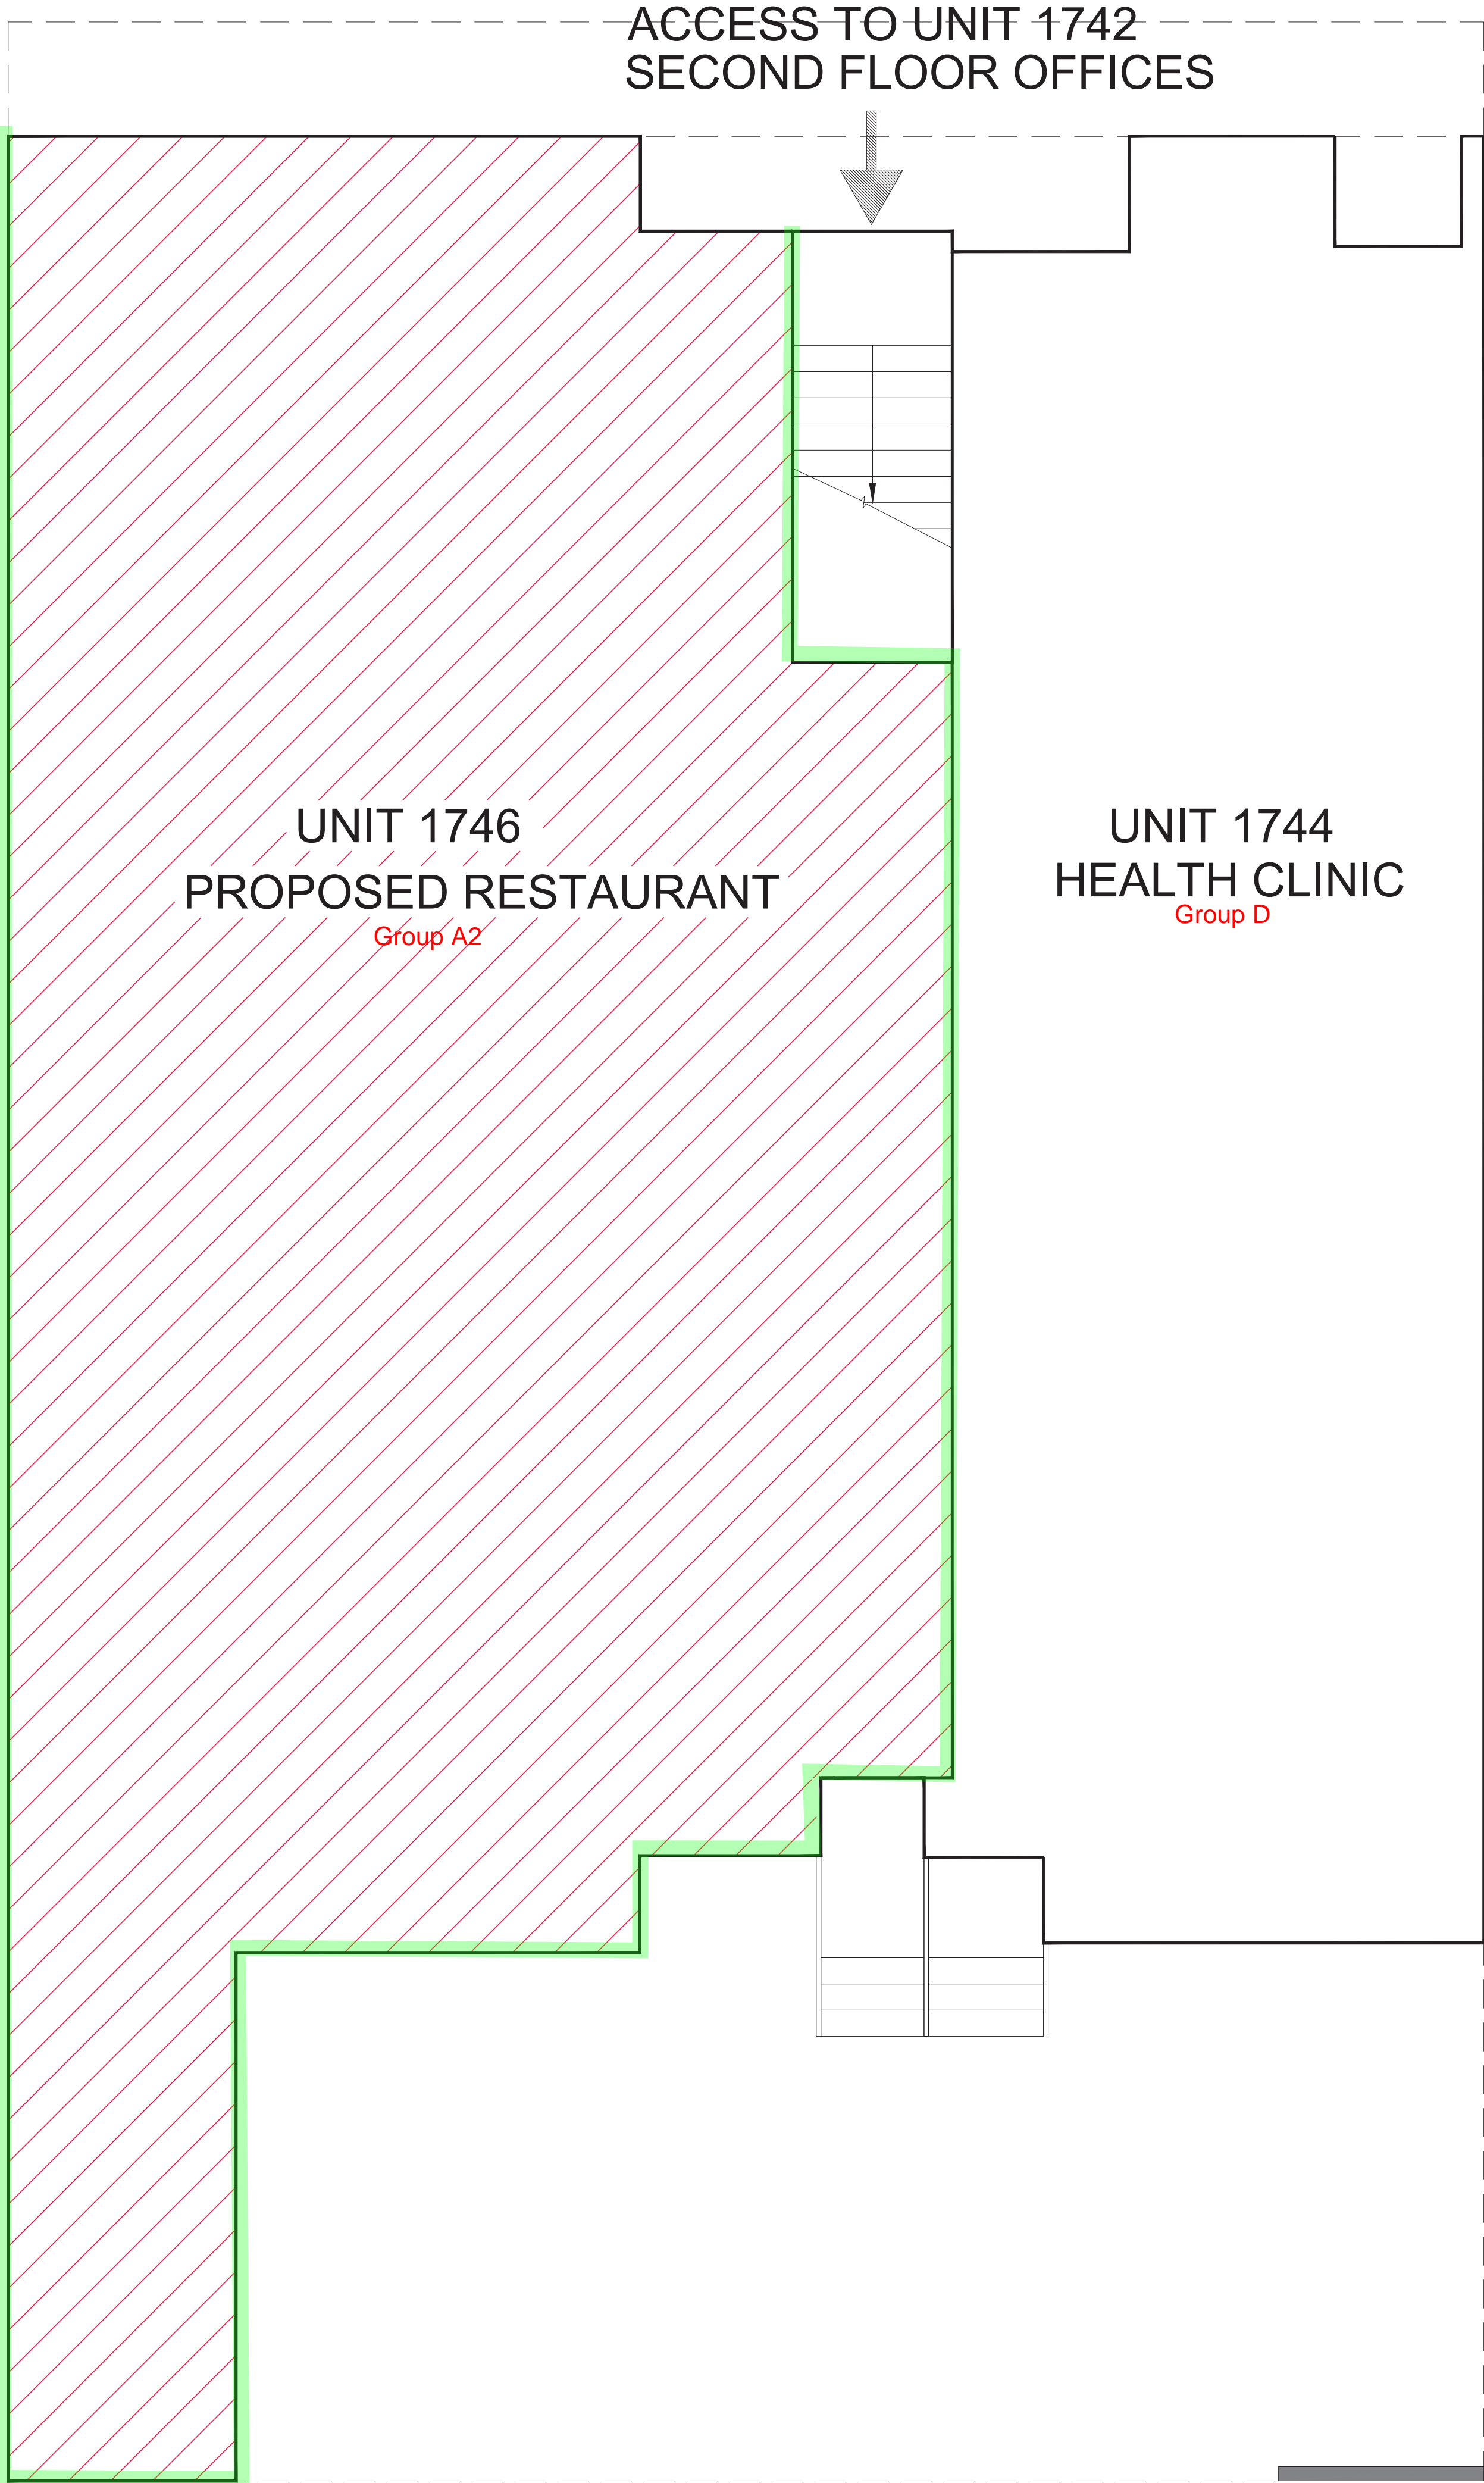 ACCESS TO UNIT 1742
SECOND FLOOR OFFICES
UNIT 1746
PROPOSED RESTAURANT
Group A2
UNIT 1744
HEALTH CLINIC
Group D